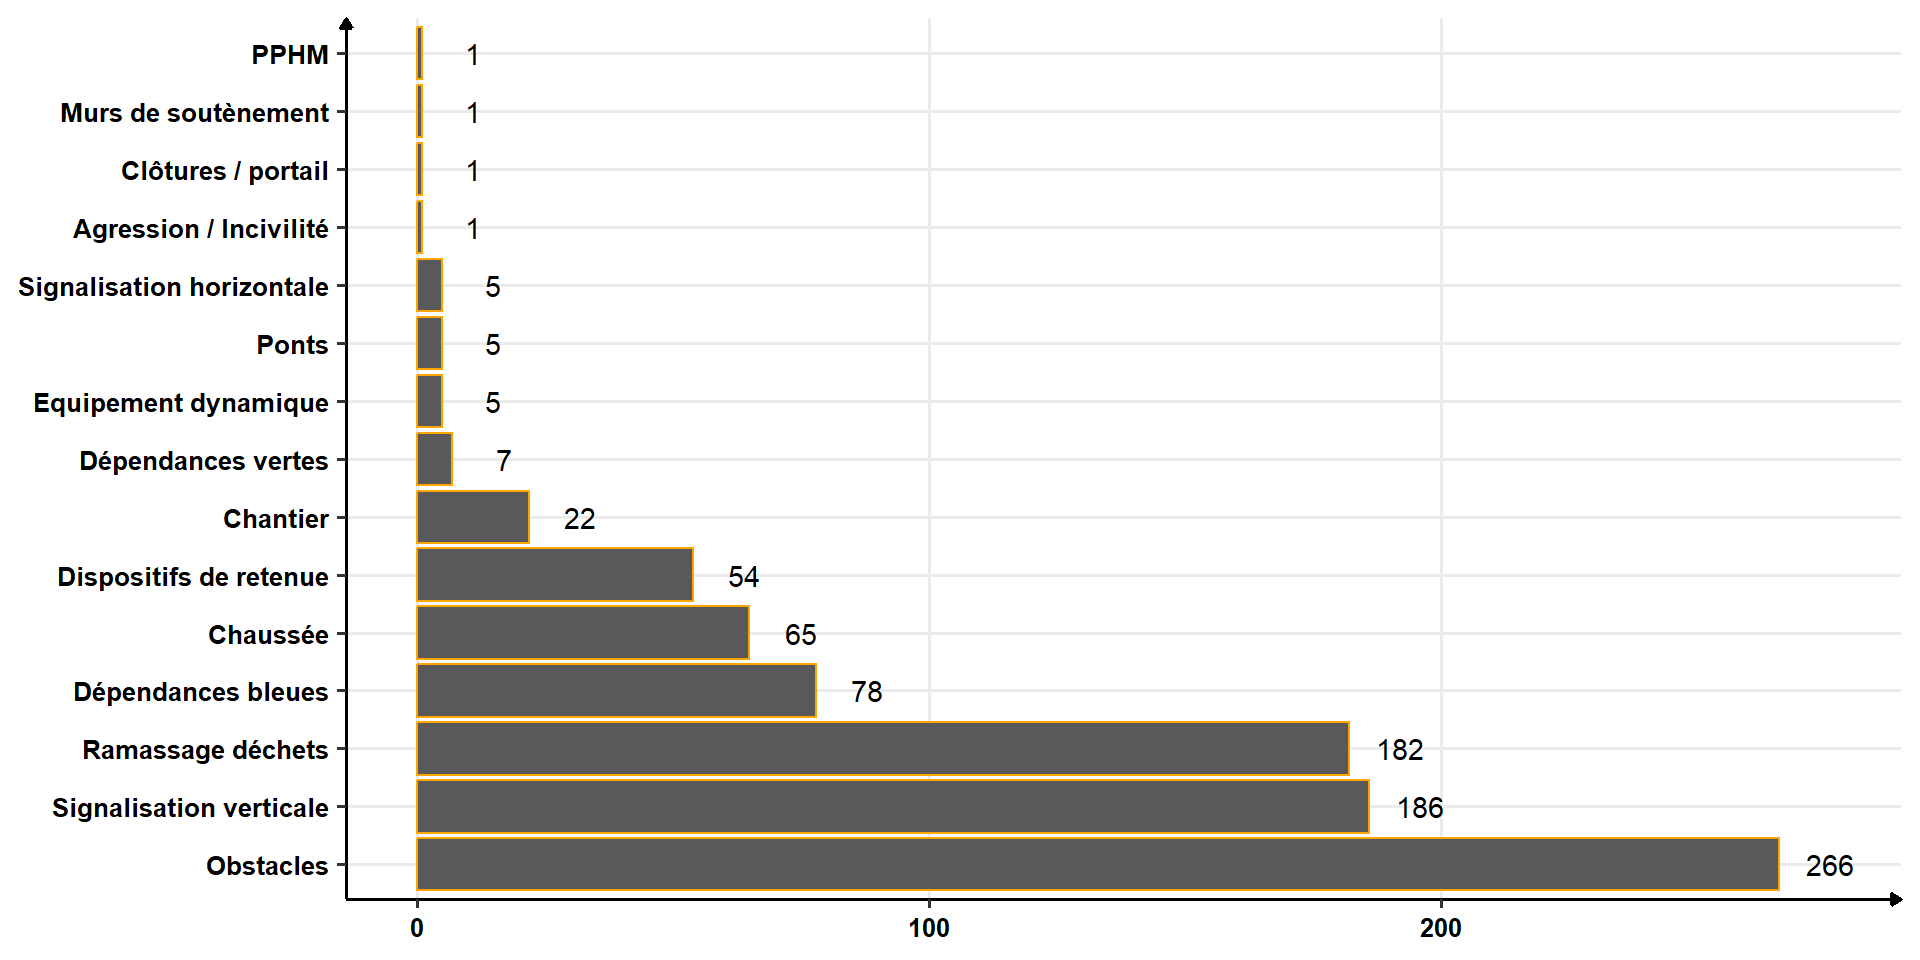 PPHM 1
Murs de soutènement 1
Clôtures / portail 1
Agression / Incivilité 1
Signalisation horizontale 5
Ponts 5
Equipement dynamique 5
Dépendances vertes 7
Chantier 22
Dispositifs de retenue 54
Chaussée 65
Dépendances bleues 78
Ramassage déchets 182
Signalisation verticale 186
Obstacles 266
0 100 200